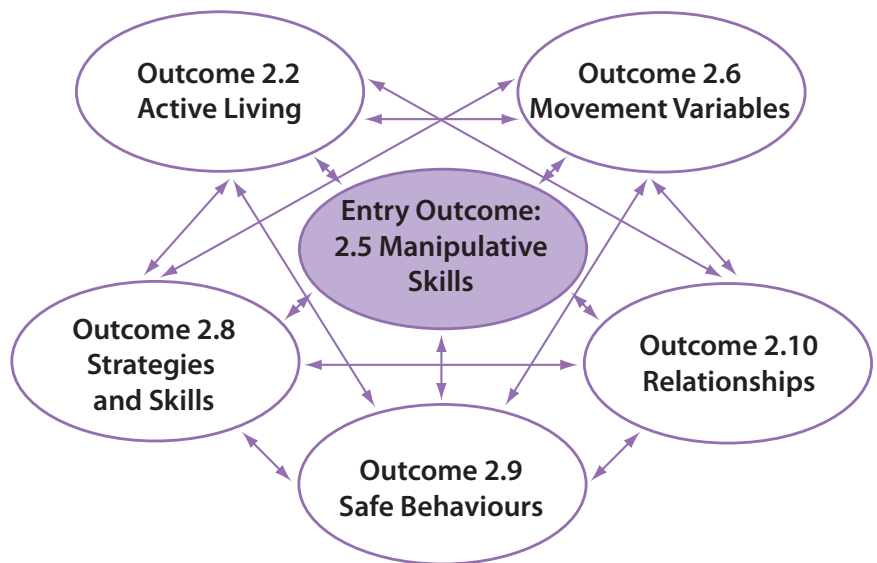 Outcome 2.2
Active Living
Outcome 2.6
Movement Variables
Entry Outcome:
2.5 Manipulative
Skills
Outcome 2.8
Strategies
and Skills
Outcome 2.10
Relationships
Outcome 2.9
Safe Behaviours